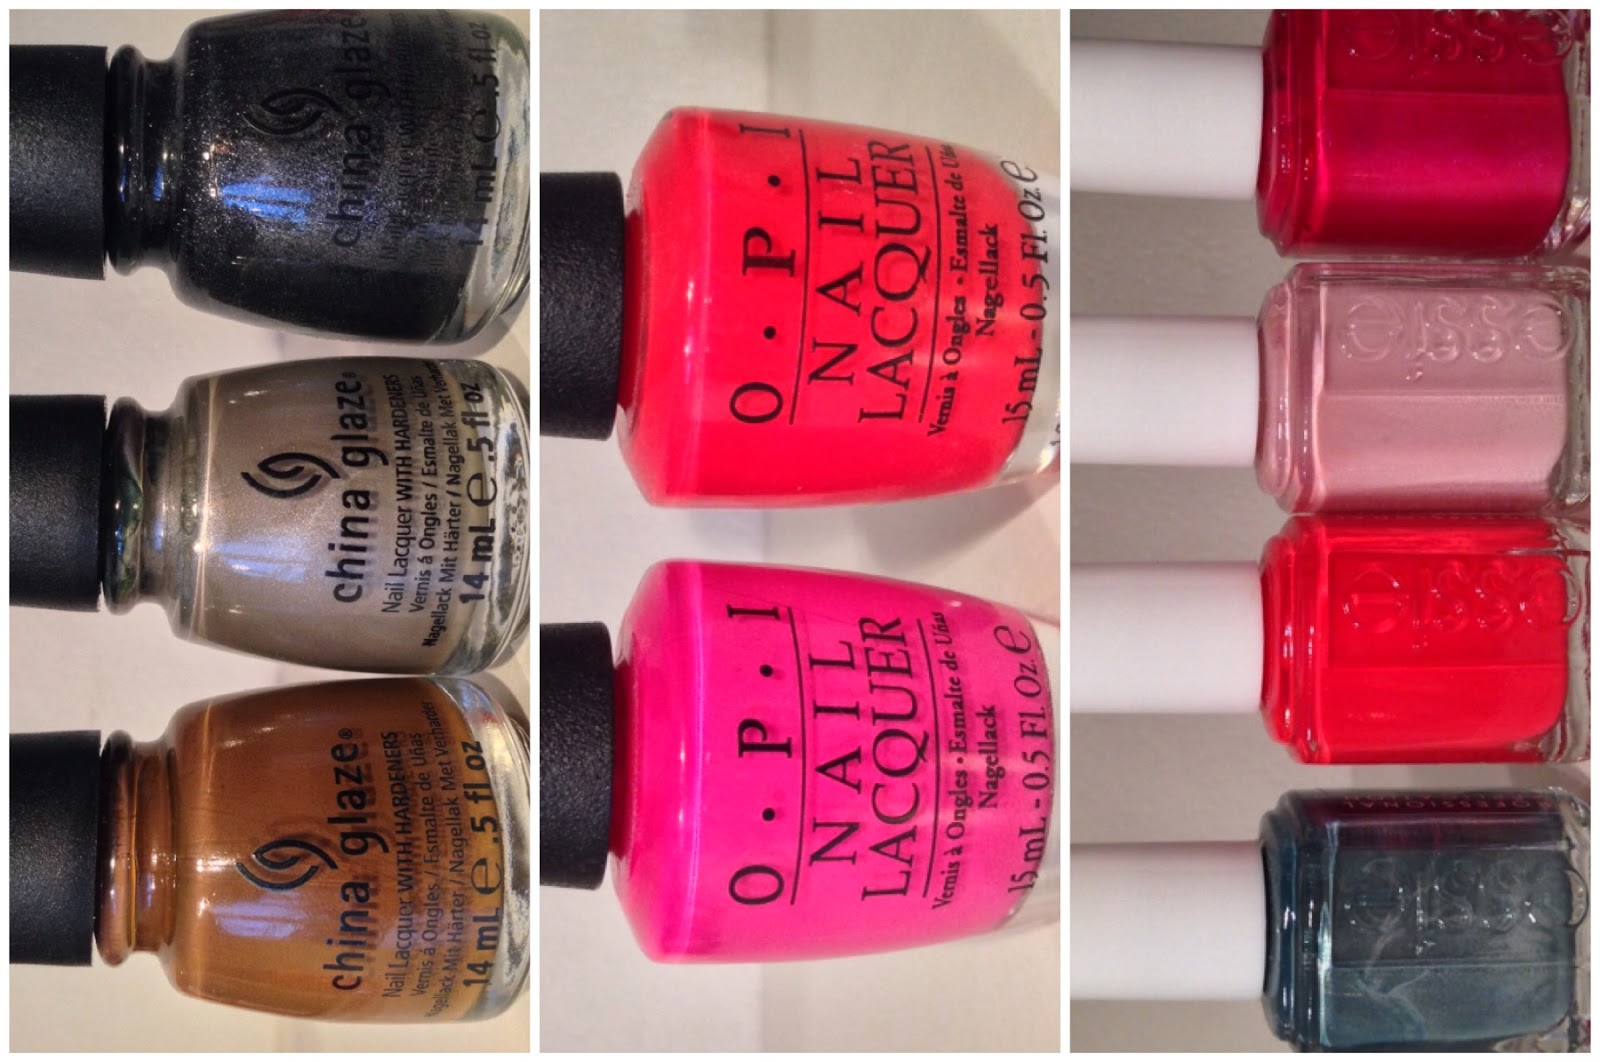 china glaze
14 mL e .5 fl oz
china glaze®
Nail Lacquer WITH HARDENERS
Vernis á Ongles / Esmalte de Uñas
Nagellack Mit Härter / Nagellak Met Verharder
14 mL e .5 fl oz
china glaze®
Nail Lacquer WITH HARDENERS
Vernis á Ongles / Esmalte de Uñas
Nagellack Mit Härter / Nagellak Met Verharder
14 mL e .5 fl oz
O·P·I
NAIL
LACQUER
Vernis à Ongles • Esmalte de Uñas
Nagellack
15 mL - 0.5 Fl. Oz. e
O·P·I
NAIL
LACQUER
Vernis à Ongles • Esmalte de Uñas
Nagellack
15 mL - 0.5 Fl. Oz. e
essie
essie
essie
essie